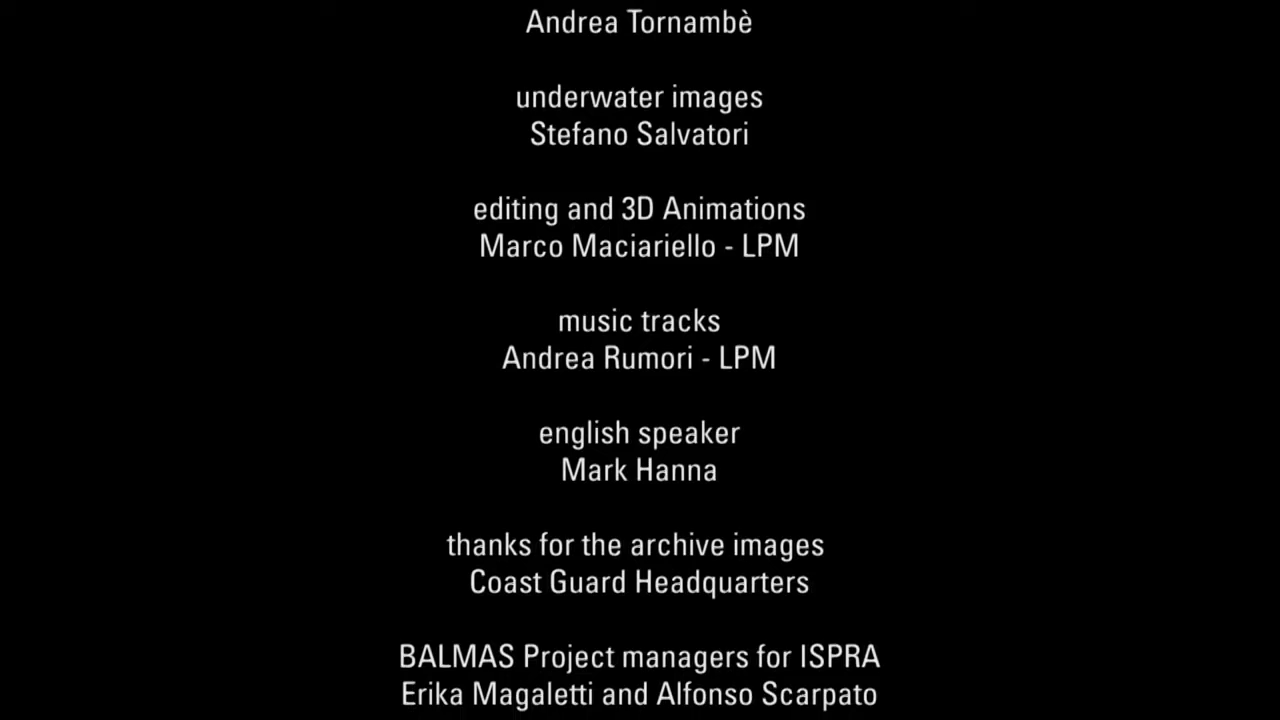 Andrea Tornambè
underwater images
Stefano Salvatori
editing and 3D Animations
Marco Maciariello - LPM
music tracks
Andrea Rumori - LPM
english speaker
Mark Hanna
thanks for the archive images
Coast Guard Headquarters
BALMAS Project managers for ISPRA
Erika Magaletti and Alfonso Scarpato